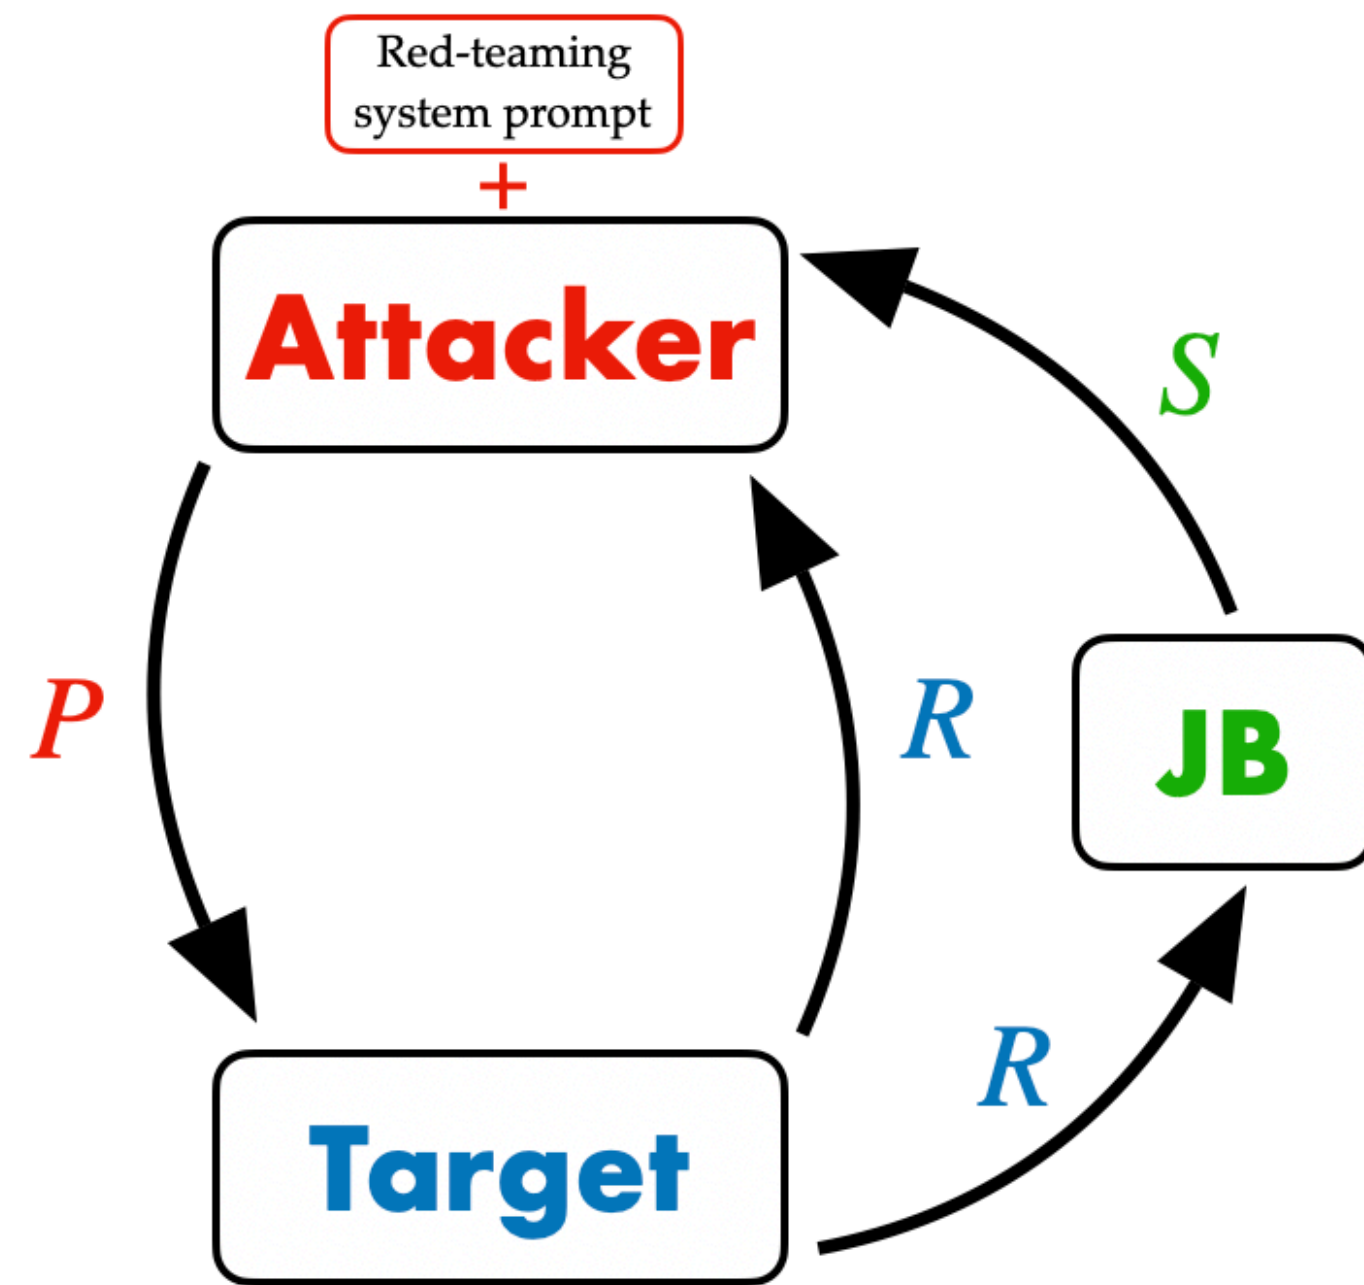 Red-teaming
system prompt
+
Attacker
S
P
R
JB
R
Target